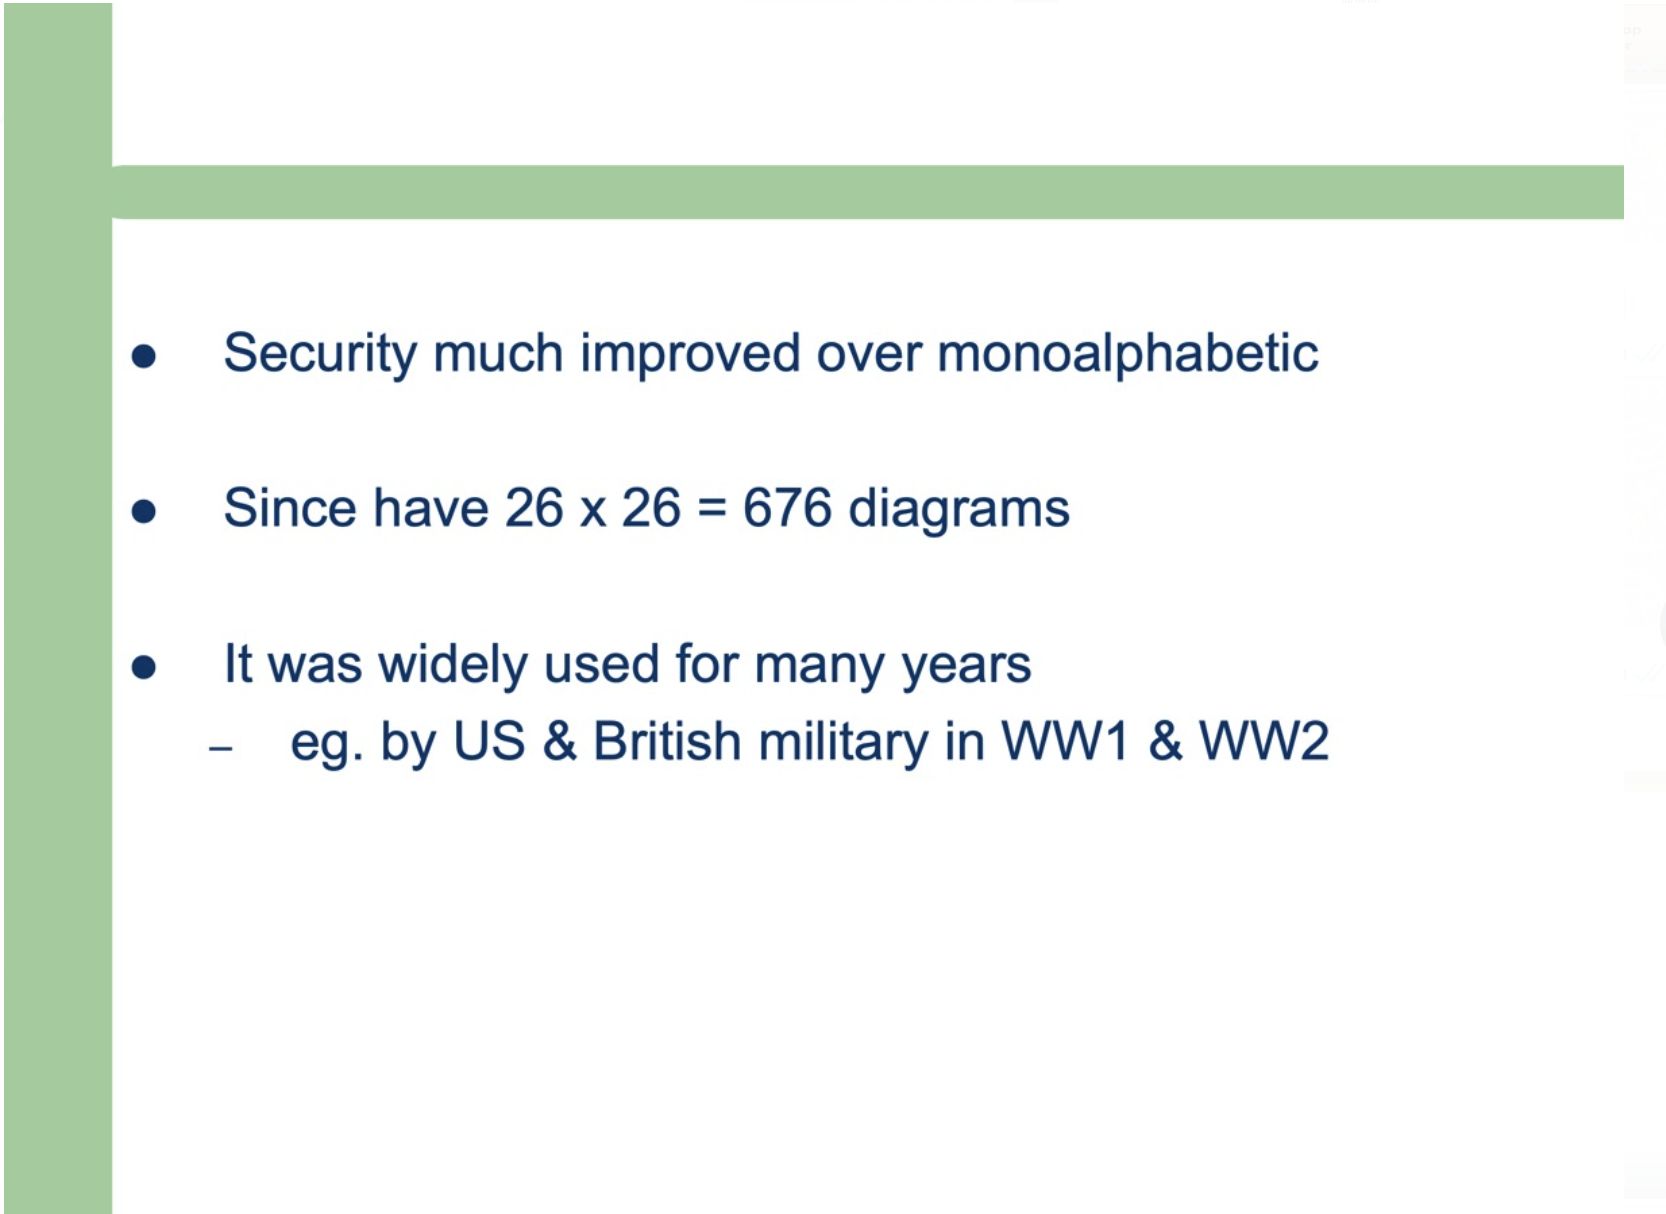 ● Security much improved over monoalphabetic
● Since have 26 x 26 = 676 diagrams
● It was widely used for many years
– eg. by US & British military in WW1 & WW2